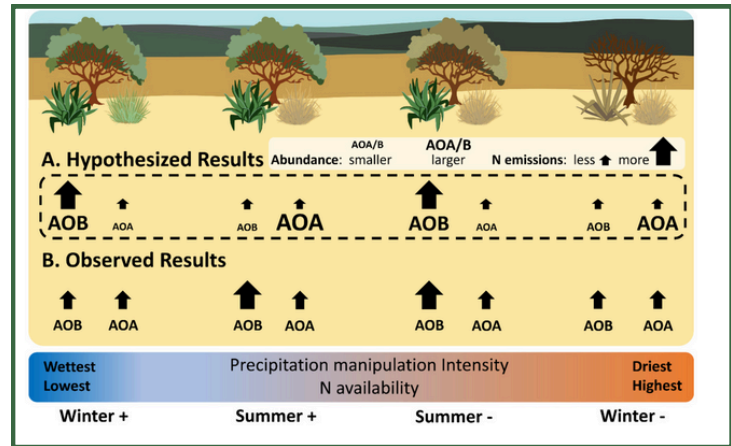 A. Hypothesized Results
AOA/B AOA/B
Abundance: smaller larger N emissions: less more
AOB AOA AOB AOA AOB AOA AOB AOA
B. Observed Results
AOB AOA AOB AOA AOB AOA AOB AOA
Wettest Precipitation manipulation Intensity Driest
Lowest N availability Highest
Winter + Summer + Summer - Winter -